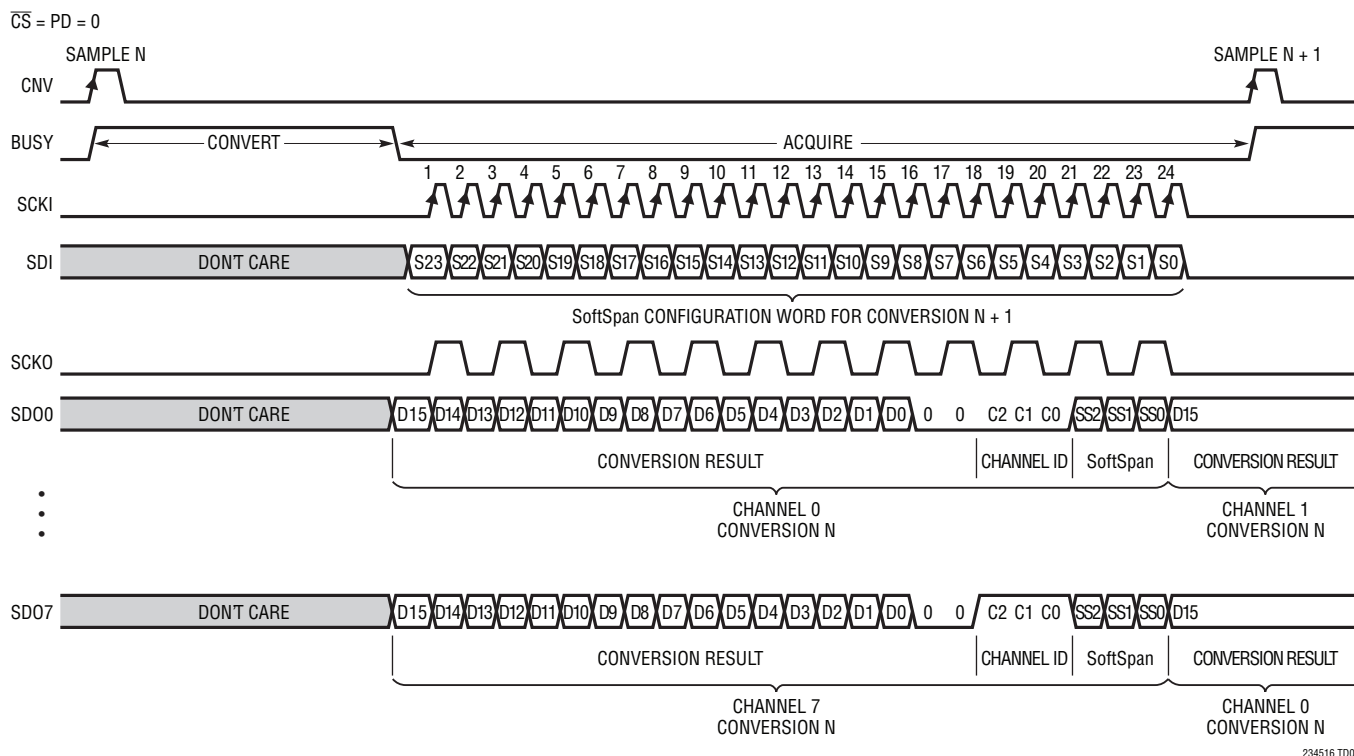 CS = PD = 0
SAMPLE N SAMPLE N + 1
CNV
BUSY CONVERT ACQUIRE
1 2 3 4 5 6 7 8 9 10 11 12 13 14 15 16 17 18 19 20 21 22 23 24
SCKI
SDI DON'T CARE S23 S22 S21 S20 S19 S18 S17 S16 S15 S14 S13 S12 S11 S10 S9 S8 S7 S6 S5 S4 S3 S2 S1 S0
SoftSpan CONFIGURATION WORD FOR CONVERSION N + 1
SCKO
SDO0 DON'T CARE D15 D14 D13 D12 D11 D10 D9 D8 D7 D6 D5 D4 D3 D2 D1 D0 0 0 C2 C1 C0 SS2 SS1 SS0 D15
CONVERSION RESULT CHANNEL ID SoftSpan CONVERSION RESULT
CHANNEL 0 CHANNEL 1
CONVERSION N CONVERSION N
SDO7 DON'T CARE D15 D14 D13 D12 D11 D10 D9 D8 D7 D6 D5 D4 D3 D2 D1 D0 0 0 C2 C1 C0 SS2 SS1 SS0 D15
CONVERSION RESULT CHANNEL ID SoftSpan CONVERSION RESULT
CHANNEL 7 CHANNEL 0
CONVERSION N CONVERSION N